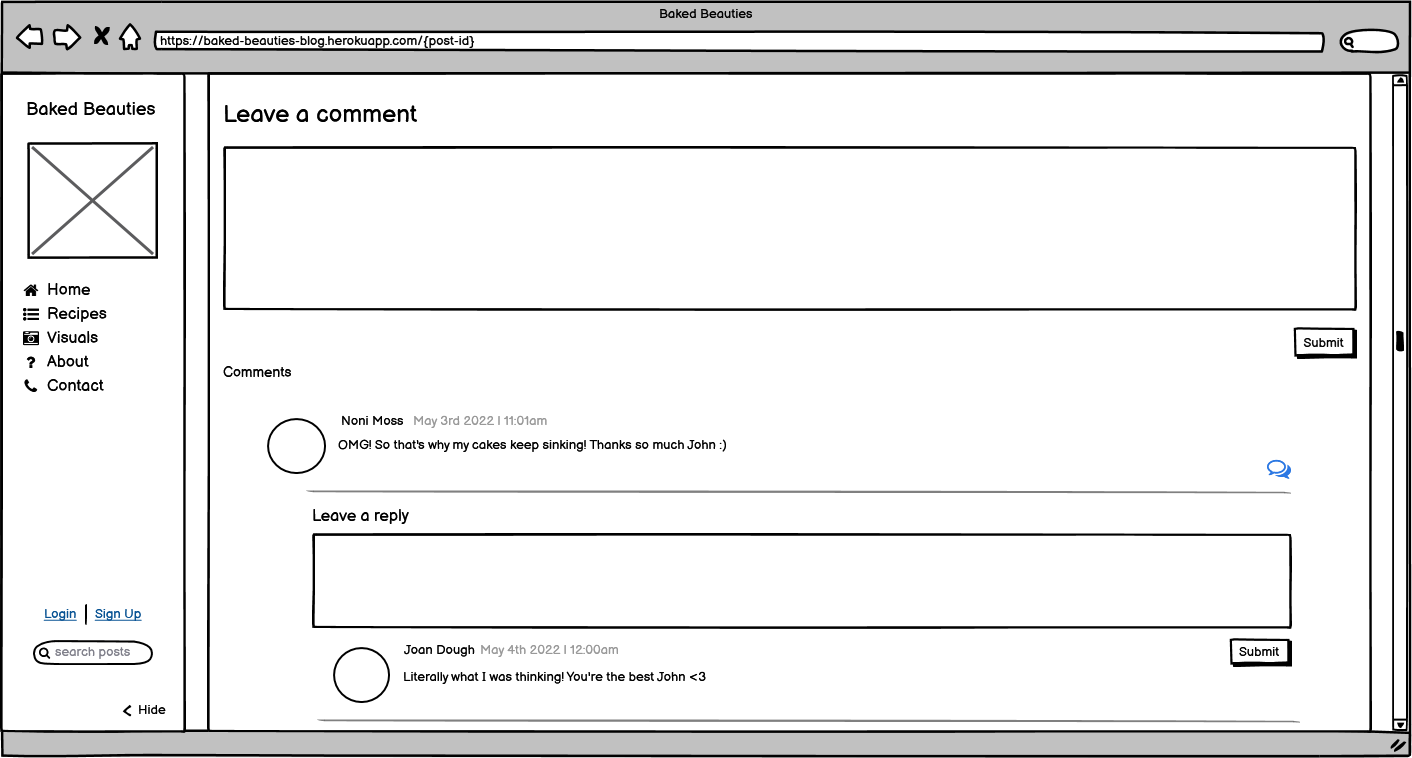 Baked Beauties
https://baked-beauties-blog.herokuapp.com/{post-id}
Baked Beauties
Home
Recipes
Visuals
? About
Contact
Login | Sign Up
search posts
< Hide
Leave a comment
Submit
Comments
Noni Moss May 3rd 2022 | 11:01am
OMG! So that's why my cakes keep sinking! Thanks so much John :)
Leave a reply
Submit
Joan Dough May 4th 2022 | 12:00am
Literally what I was thinking! You're the best John <3